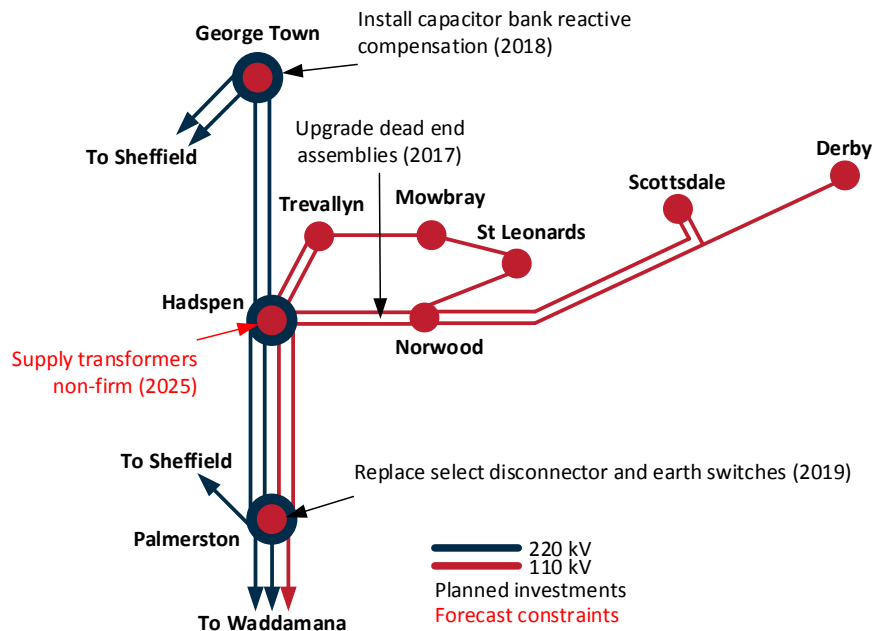 Install capacitor bank reactive
compensation (2018)
George Town
To Sheffield
Upgrade dead end
assemblies (2017)
Derby
Scottsdale
Mowbray
Trevallyn
St Leonards
Hadspen
Norwood
Supply transformers
non-firm (2025)
To Sheffield
Replace select disconnector and earth switches (2019)
Palmerston
220 kV
110 kV
Planned investments
Forecast constraints
To Waddamana